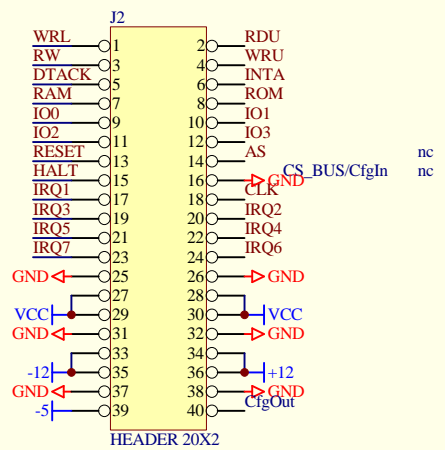 J2
WRL 1 2 RDU
RW 3 4 WRU
DTACK 5 6 INTA
RAM 7 8 ROM
IO0 9 10 IO1
IO2 11 12 IO3
RESET 13 14 AS nc
HALT 15 16 GND CS_BUS/CfgIn nc
IRQ1 17 18 CLK
IRQ3 19 20 IRQ2
IRQ5 21 22 IRQ4
IRQ7 23 24 IRQ6
GND 25 26 GND
27 28
VCC 29 30 VCC
GND 31 32 GND
33 34
-12 35 36 +12
GND 37 38 GND
-5 39 40 CfgOut
HEADER 20X2